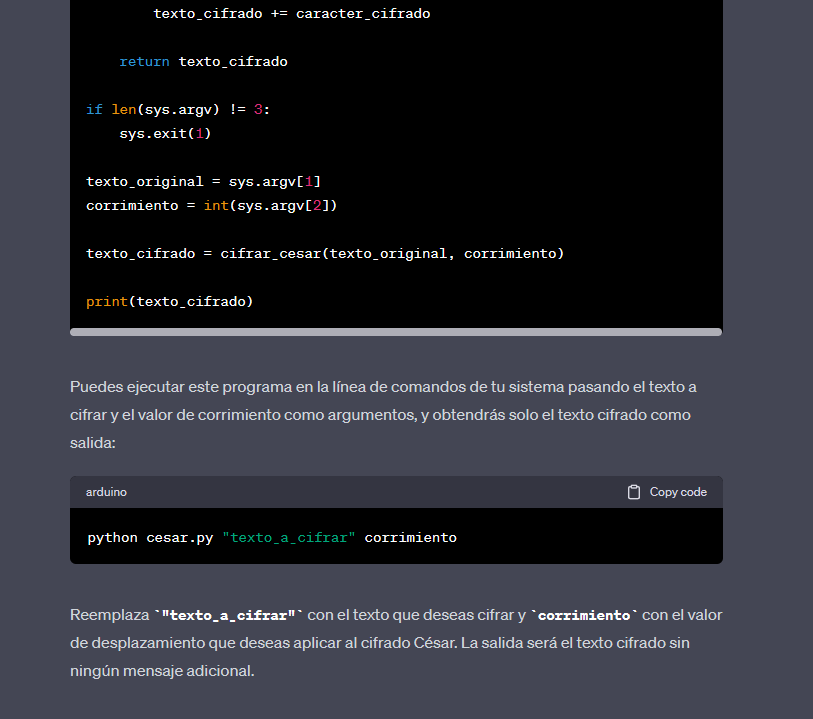 texto_cifrado += caracter_cifrado
return texto_cifrado
if len(sys.argv) != 3:
sys.exit(1)
texto_original = sys.argv[1]
corrimiento = int(sys.argv[2])
texto_cifrado = cifrar_cesar(texto_original, corrimiento)
print(texto_cifrado)
Puedes ejecutar este programa en la línea de comandos de tu sistema pasando el texto a
cifrar y el valor de corrimiento como argumentos, y obtendrás solo el texto cifrado como
salida:
arduino Copy code
python cesar.py "texto_a_cifrar" corrimiento
Reemplaza `"texto_a_cifrar"` con el texto que deseas cifrar y `corrimiento` con el valor
de desplazamiento que deseas aplicar al cifrado César. La salida será el texto cifrado sin
ningún mensaje adicional.